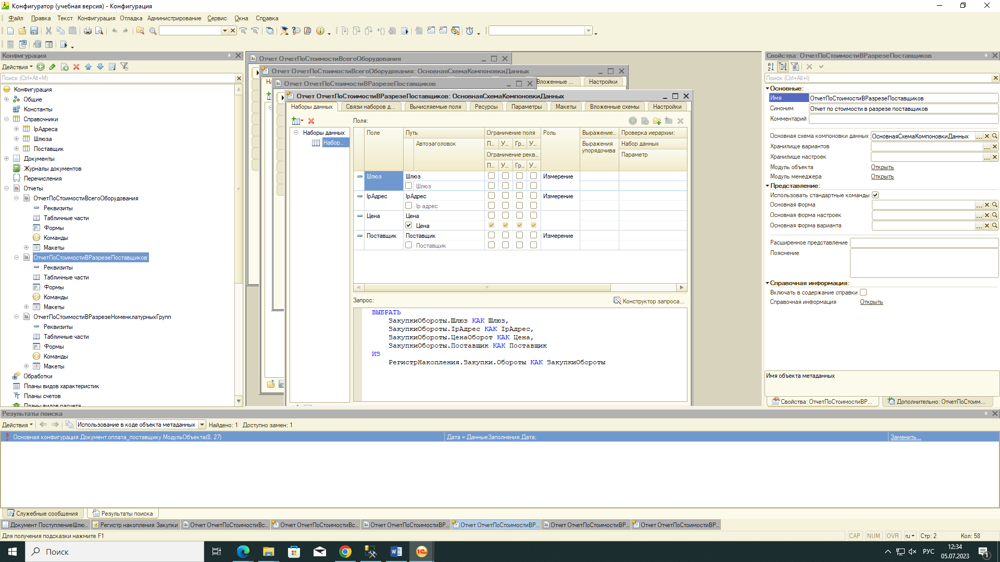 Конфигуратор (учебная версия) - Конфигурация
Файл Правка Текст Конфигурация Отладка Администрирование Сервис Окна Справка
Конфигурация
Действия
Поиск (Ctrl+Alt+M)
Конфигурация
Общие
Константы
Справочники
IpАдреса
Шлюза
Поставщик
Документы
Журналы документов
Перечисления
Отчеты
ОтчетПоСтоимостиВсегоОборудования
Реквизиты
Табличные части
Формы
Команды
Макеты
ОтчетПоСтоимостиВРазрезеПоставщиков
Реквизиты
Табличные части
Формы
Команды
Макеты
ОтчетПоСтоимостиВРазрезеНоменклатурныхГрупп
Реквизиты
Табличные части
Формы
Команды
Макеты
Обработки
Планы видов характеристик
Планы счетов
Планы видов расчета
Отчет ОтчетПоСтоимостиВсегоОборудования
Отчет ОтчетПоСтоимостиВсегоОборудования: ОсновнаяСхемаКомпоновкиДанных
На
Вложенные ... Настройки
Отчет ОтчетПоСтоимостиВРазрезеПоставщиков
Отчет ОтчетПоСтоимостиВРазрезеПоставщиков: ОсновнаяСхемаКомпоновкиДанных
Наборы данных Связи наборов д... Вычисляемые поля Ресурсы Параметры Макеты Вложенные схемы Настройки
Поля:
Наборы данных
Набор...
Поле Путь Ограничение поля Роль Выражение... Проверка иерархии:
Автозаголовок П... У... Гр... У... Выражения упорядочива Набор данных
Ограничение рекв... Параметр
П... У... Гр... У...
Шлюз Шлюз Измерение
Шлюз
IpАдрес IpАдрес Измерение
Ip адрес
Цена Цена
Цена
Поставщик Поставщик Измерение
Поставщик
Запрос: Конструктор запроса...
ВЫБРАТЬ
ЗакупкиОбороты.Шлюз КАК Шлюз,
ЗакупкиОбороты.IpАдрес КАК IpАдрес,
ЗакупкиОбороты.ЦенаОборот КАК Цена,
ЗакупкиОбороты.Поставщик КАК Поставщик
ИЗ
РегистрНакопления.Закупки.Обороты КАК ЗакупкиОбороты
Свойства: ОтчетПоСтоимостиВРазрезеПоставщиков
Поиск (Ctrl+Alt+I)
Основные:
Имя ОтчетПоСтоимостиВРазрезеПоставщиков
Синоним Отчет по стоимости в разрезе поставщиков
Комментарий
Основная схема компоновки данных ОсновнаяСхемаКомпоновкиДанных
Хранилище вариантов
Хранилище настроек
Модуль объекта Открыть
Модуль менеджера Открыть
Представление:
Использовать стандартные команды
Основная форма
Основная форма настроек
Основная форма варианта
Расширенное представление
Пояснение
Справочная информация:
Включать в содержание справки
Справочная информация Открыть
Имя объекта метаданных
Свойства: ОтчетПоСтоимостиВР... Дополнительно: ОтчетПоСтоим...
Результаты поиска
Действия Использование в коде объекта метаданных Найдено: 1 Доступно замен: 1
Основная конфигурация Документ.оплата_поставщику.МодульОбъекта(8, 27) Дата = ДанныеЗаполнения.Дата; Заменить...
Служебные сообщения Результаты поиска
Документ ПоступлениеШлю... Регистр накопления Закупки Отчет ОтчетПоСтоимостиВс... Отчет ОтчетПоСтоимостиВс... Отчет ОтчетПоСтоимостиВР... Отчет ОтчетПоСтоимостиВР... Отчет ОтчетПоСтоимостиВР... Отчет ОтчетПоСтоимостиВР...
Для получения подсказки нажмите F1 CAP NUM OVR ru Стр: 2 Кол: 58
Поиск РУС 12:34
05.07.2023
1